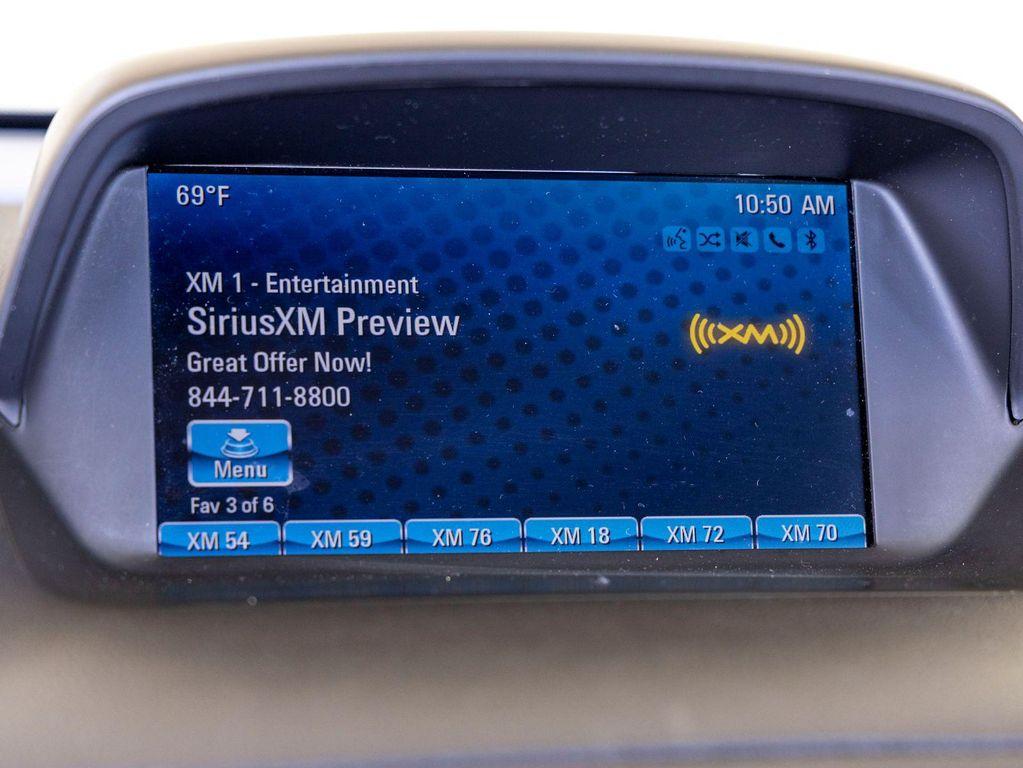 69°F
10:50 AM
XM 1 - Entertainment
SiriusXM Preview
((XM))
Great Offer Now!
844-711-8800
Menu
Fav 3 of 6
XM 54 XM 59 XM 76 XM 18 XM 72 XM 70